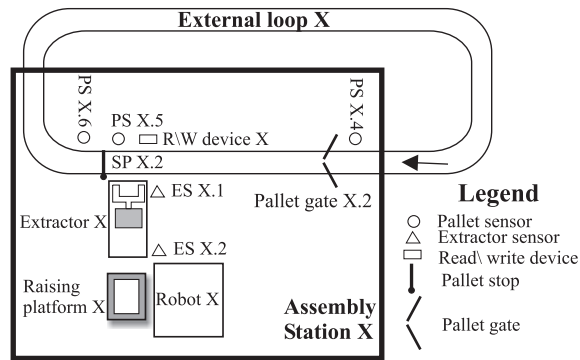 External loop X
PS X.6
PS X.5
R\W device X
PS X.4
SP X.2
ES X.1
Pallet gate X.2
Extractor X
ES X.2
Raising
platform X
Robot X
Assembly
Station X
Legend
Pallet sensor
Extractor sensor
Read\ write device
Pallet stop
Pallet gate